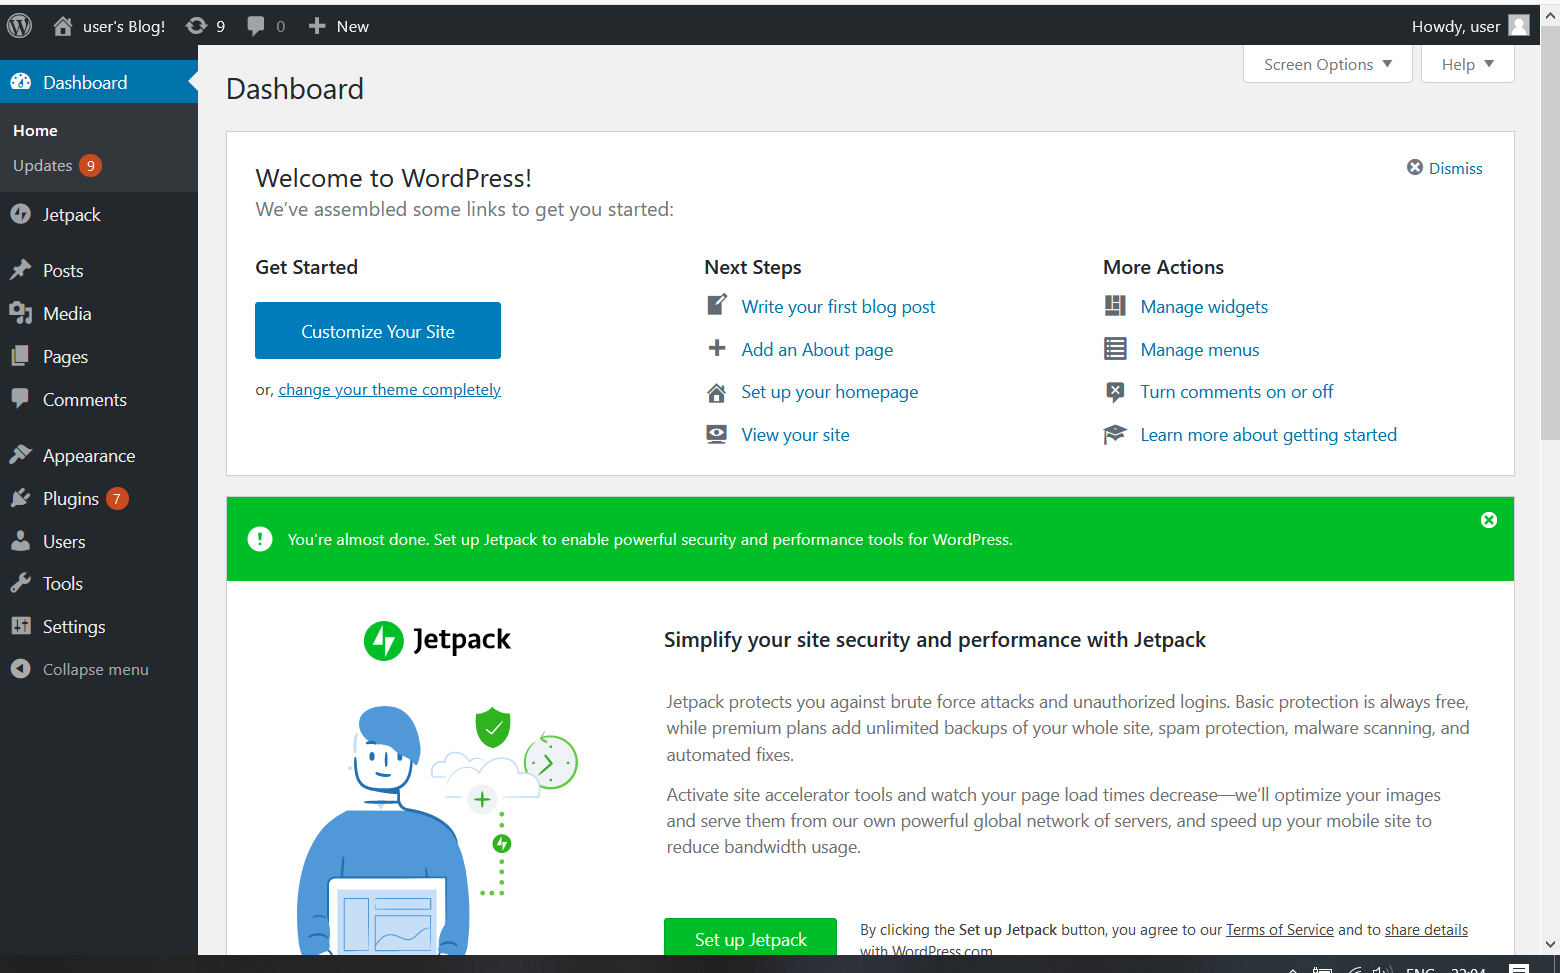 user's Blog! 9 0 New Howdy, user
Screen Options Help
Dashboard
Home
Updates 9
Jetpack
Posts
Media
Pages
Comments
Appearance
Plugins 7
Users
Tools
Settings
Collapse menu
Dashboard
Welcome to WordPress!
We've assembled some links to get you started:
Dismiss
Get Started
Customize Your Site
or, change your theme completely
Next Steps
Write your first blog post
Add an About page
Set up your homepage
View your site
More Actions
Manage widgets
Manage menus
Turn comments on or off
Learn more about getting started
You're almost done. Set up Jetpack to enable powerful security and performance tools for WordPress.
Jetpack
Simplify your site security and performance with Jetpack
Jetpack protects you against brute force attacks and unauthorized logins. Basic protection is always free,
while premium plans add unlimited backups of your whole site, spam protection, malware scanning, and
automated fixes.
Activate site accelerator tools and watch your page load times decrease—we'll optimize your images
and serve them from our own powerful global network of servers, and speed up your mobile site to
reduce bandwidth usage.
Set up Jetpack
By clicking the Set up Jetpack button, you agree to our Terms of Service and to share details
with WordPress.com
ENG 22:04